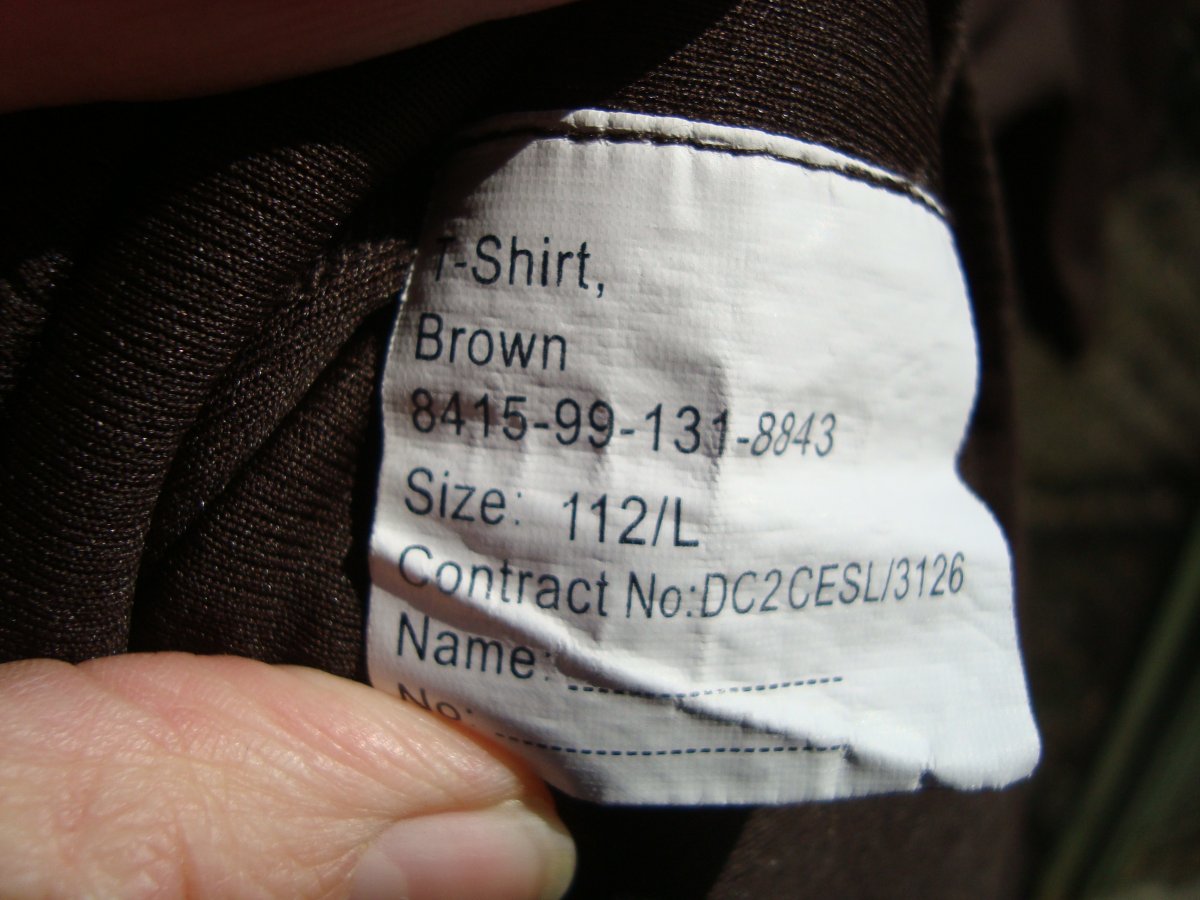 T-Shirt,
Brown
8415-99-131-8843
Size: 112/L
Contract No:DC2CESL/3126
Name:
No: